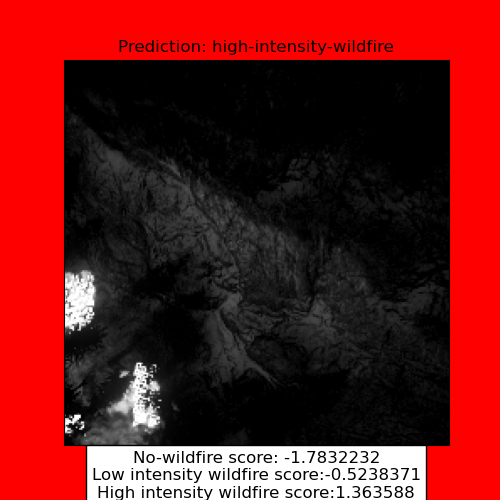 Prediction: high-intensity-wildfire
No-wildfire score: -1.7832232
Low intensity wildfire score:-0.5238371
High intensity wildfire score:1.363588